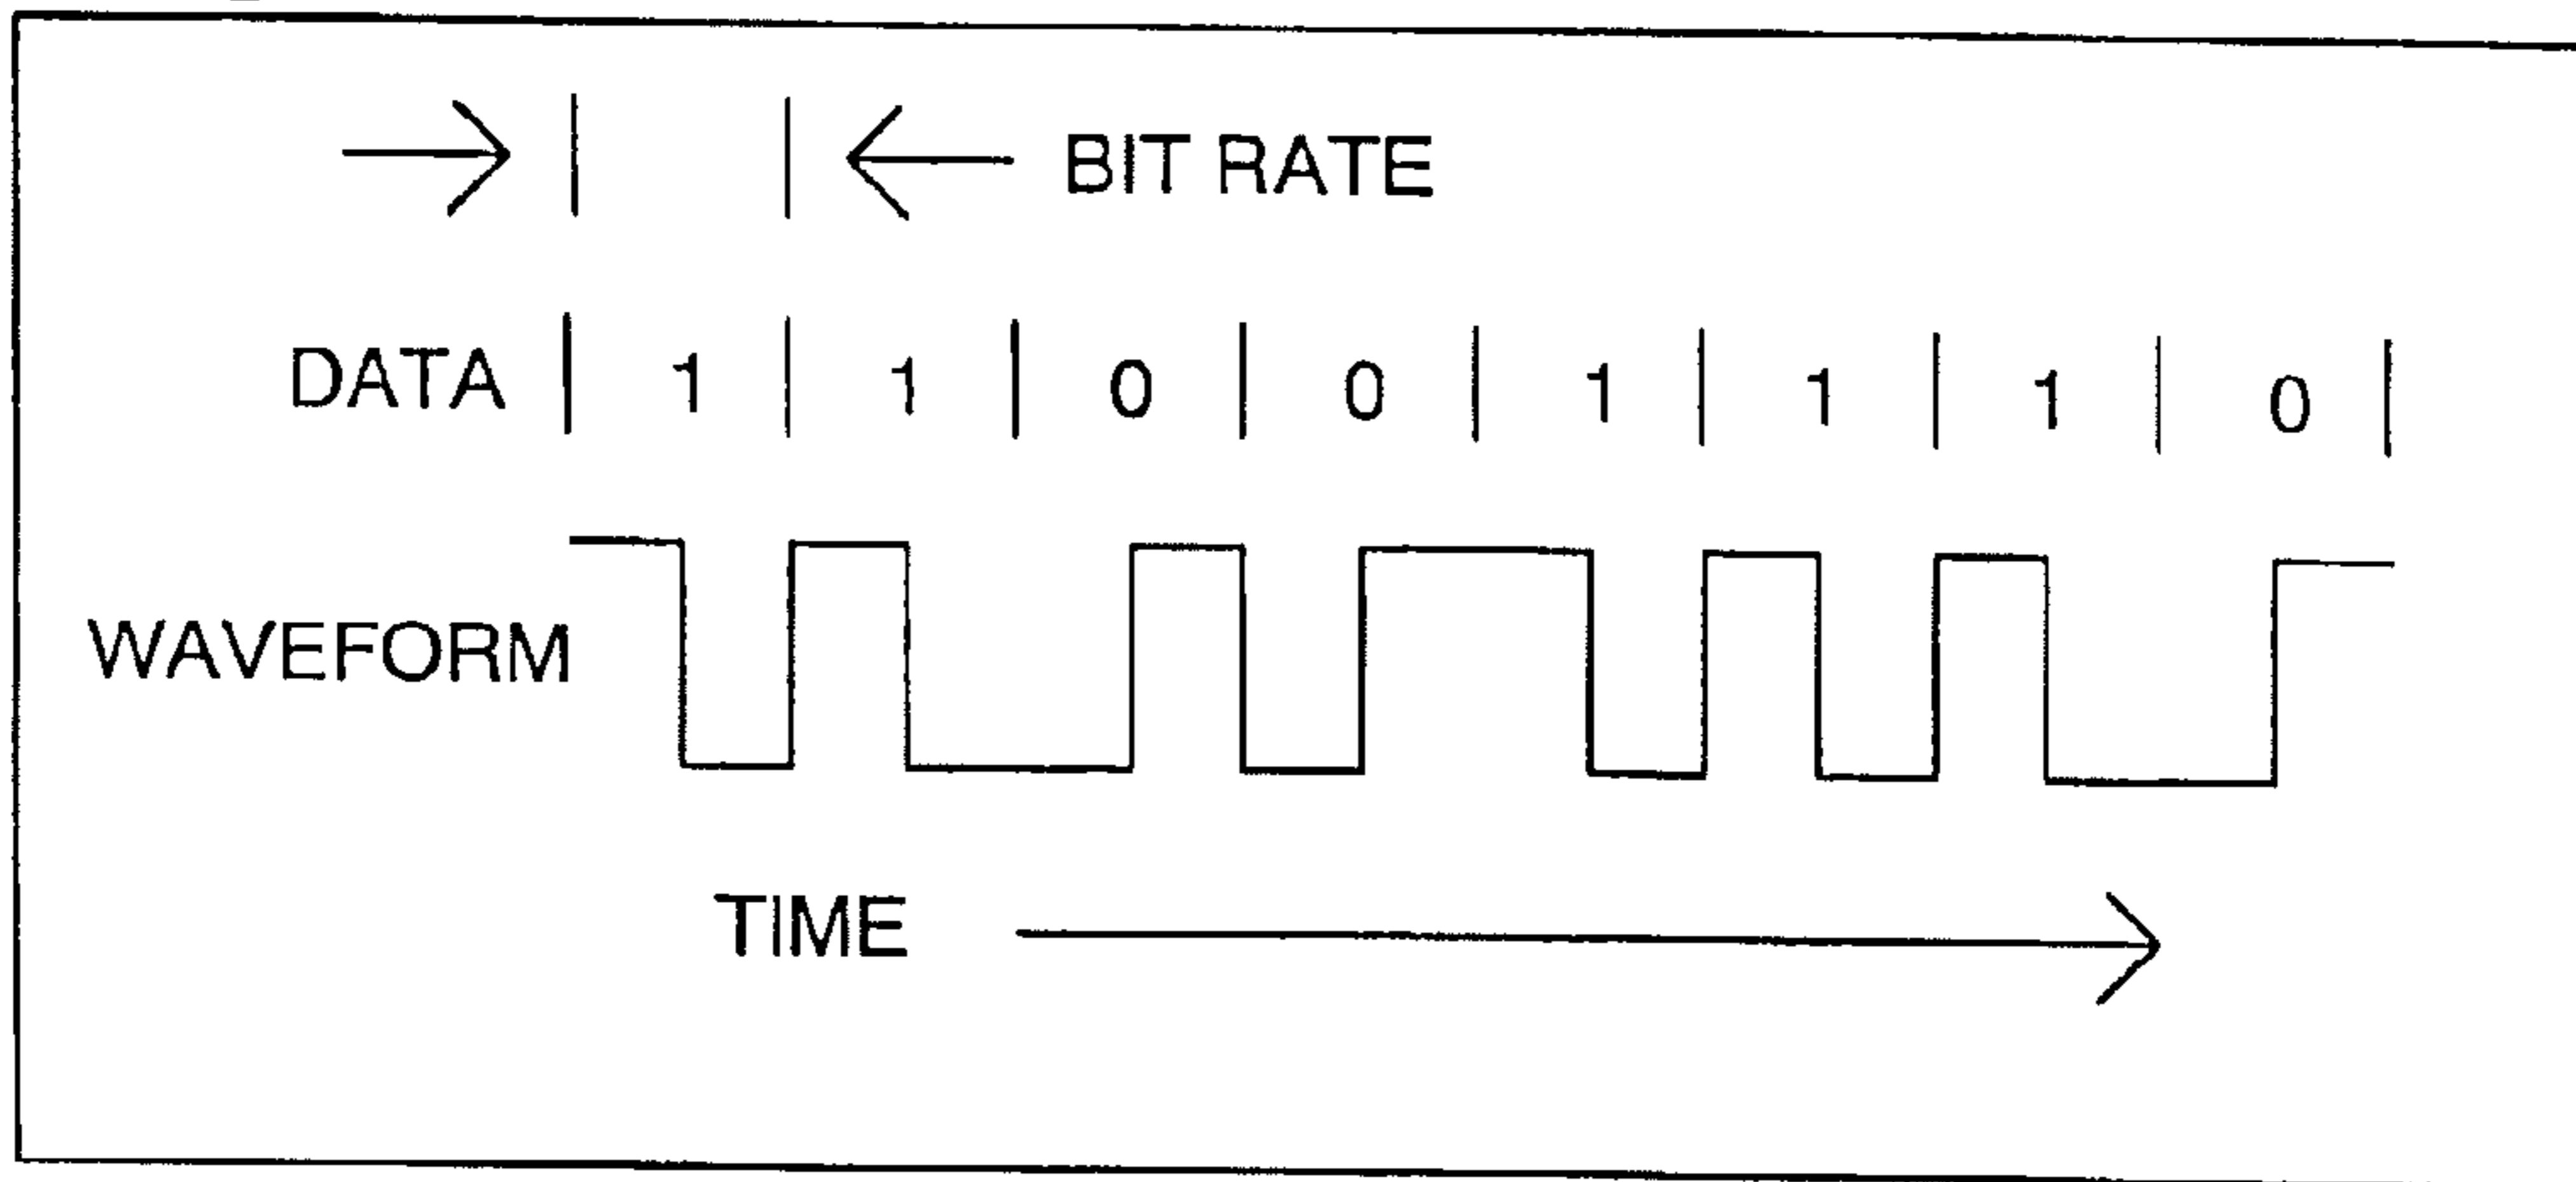 BIT RATE
DATA | 1 | 1 | 0 | 0 | 1 | 1 | 1 | 0 |
WAVEFORM
TIME